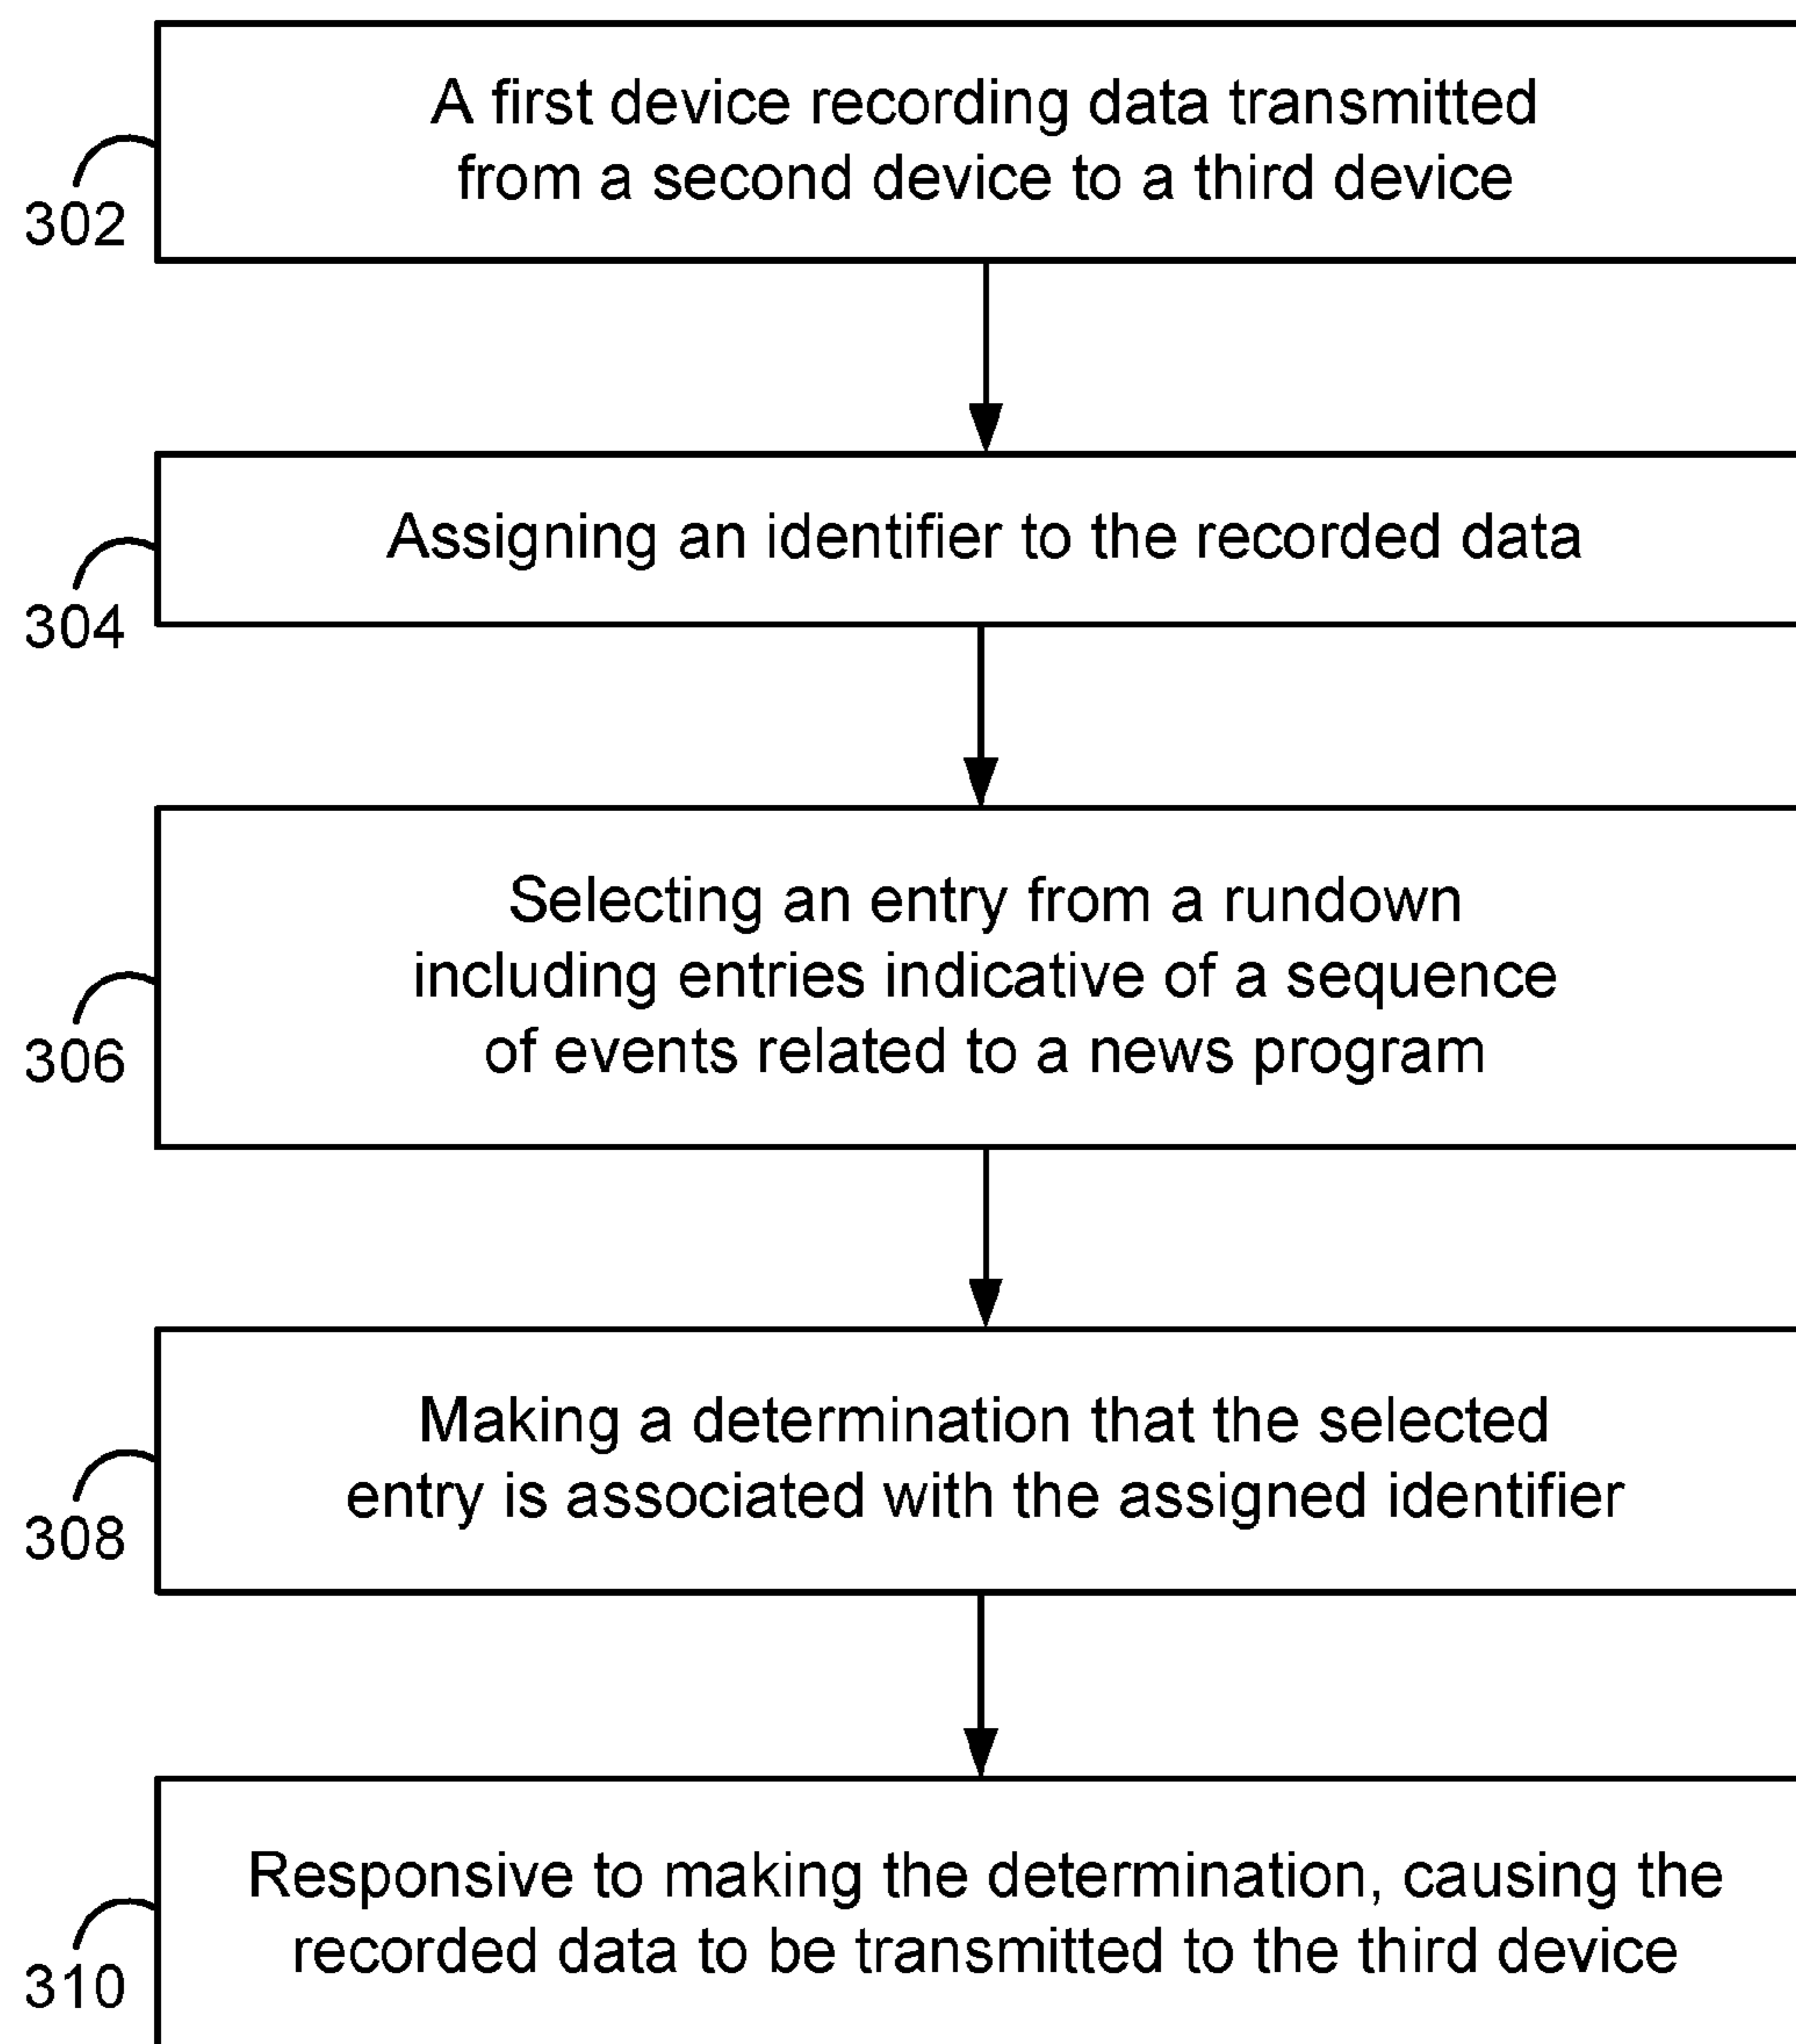 A first device recording data transmitted
from a second device to a third device
302
Assigning an identifier to the recorded data
304
Selecting an entry from a rundown
including entries indicative of a sequence
of events related to a news program
306
Making a determination that the selected
entry is associated with the assigned identifier
308
Responsive to making the determination, causing the
recorded data to be transmitted to the third device
310